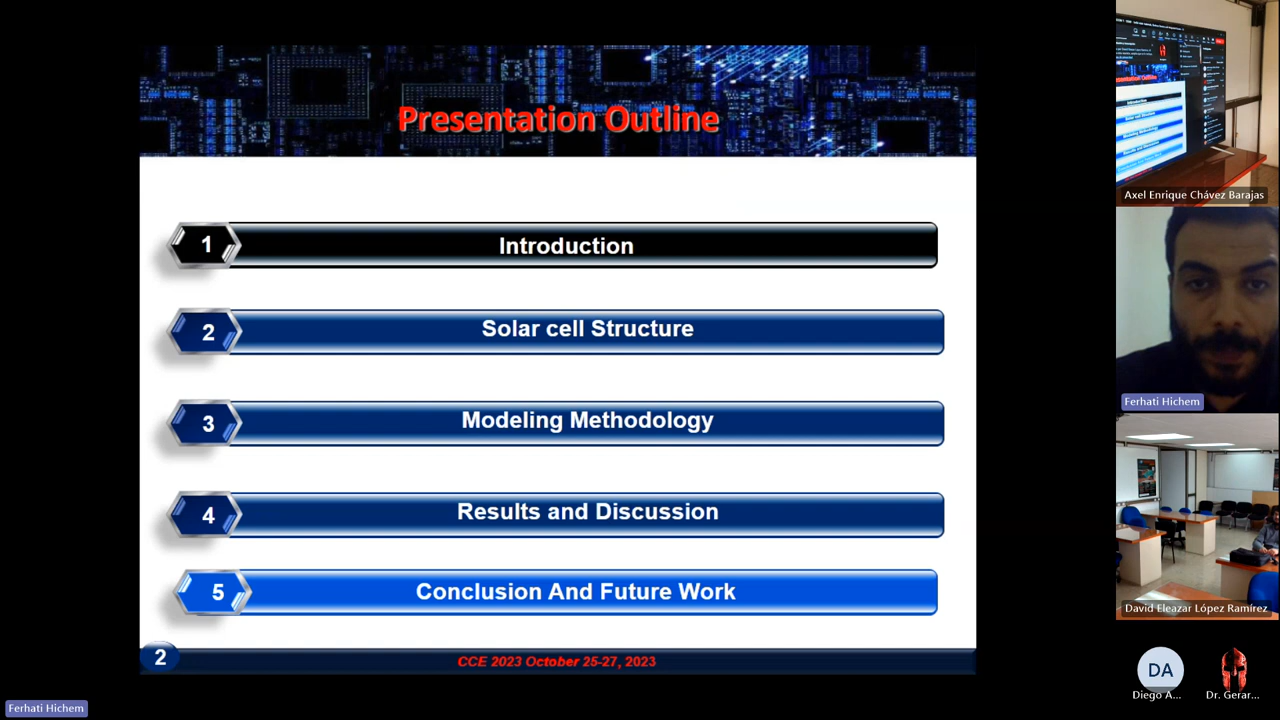 Presentation Outline
1
Introduction
2
Solar cell Structure
3
Modeling Methodology
4
Results and Discussion
5
Conclusion And Future Work
2
CCE 2023 October 25-27, 2023
Ferhati Hichem
Axel Enrique Chávez Barajas
Ferhati Hichem
David Eleazar López Ramírez
DA
Diego A...
Dr. Gerar...